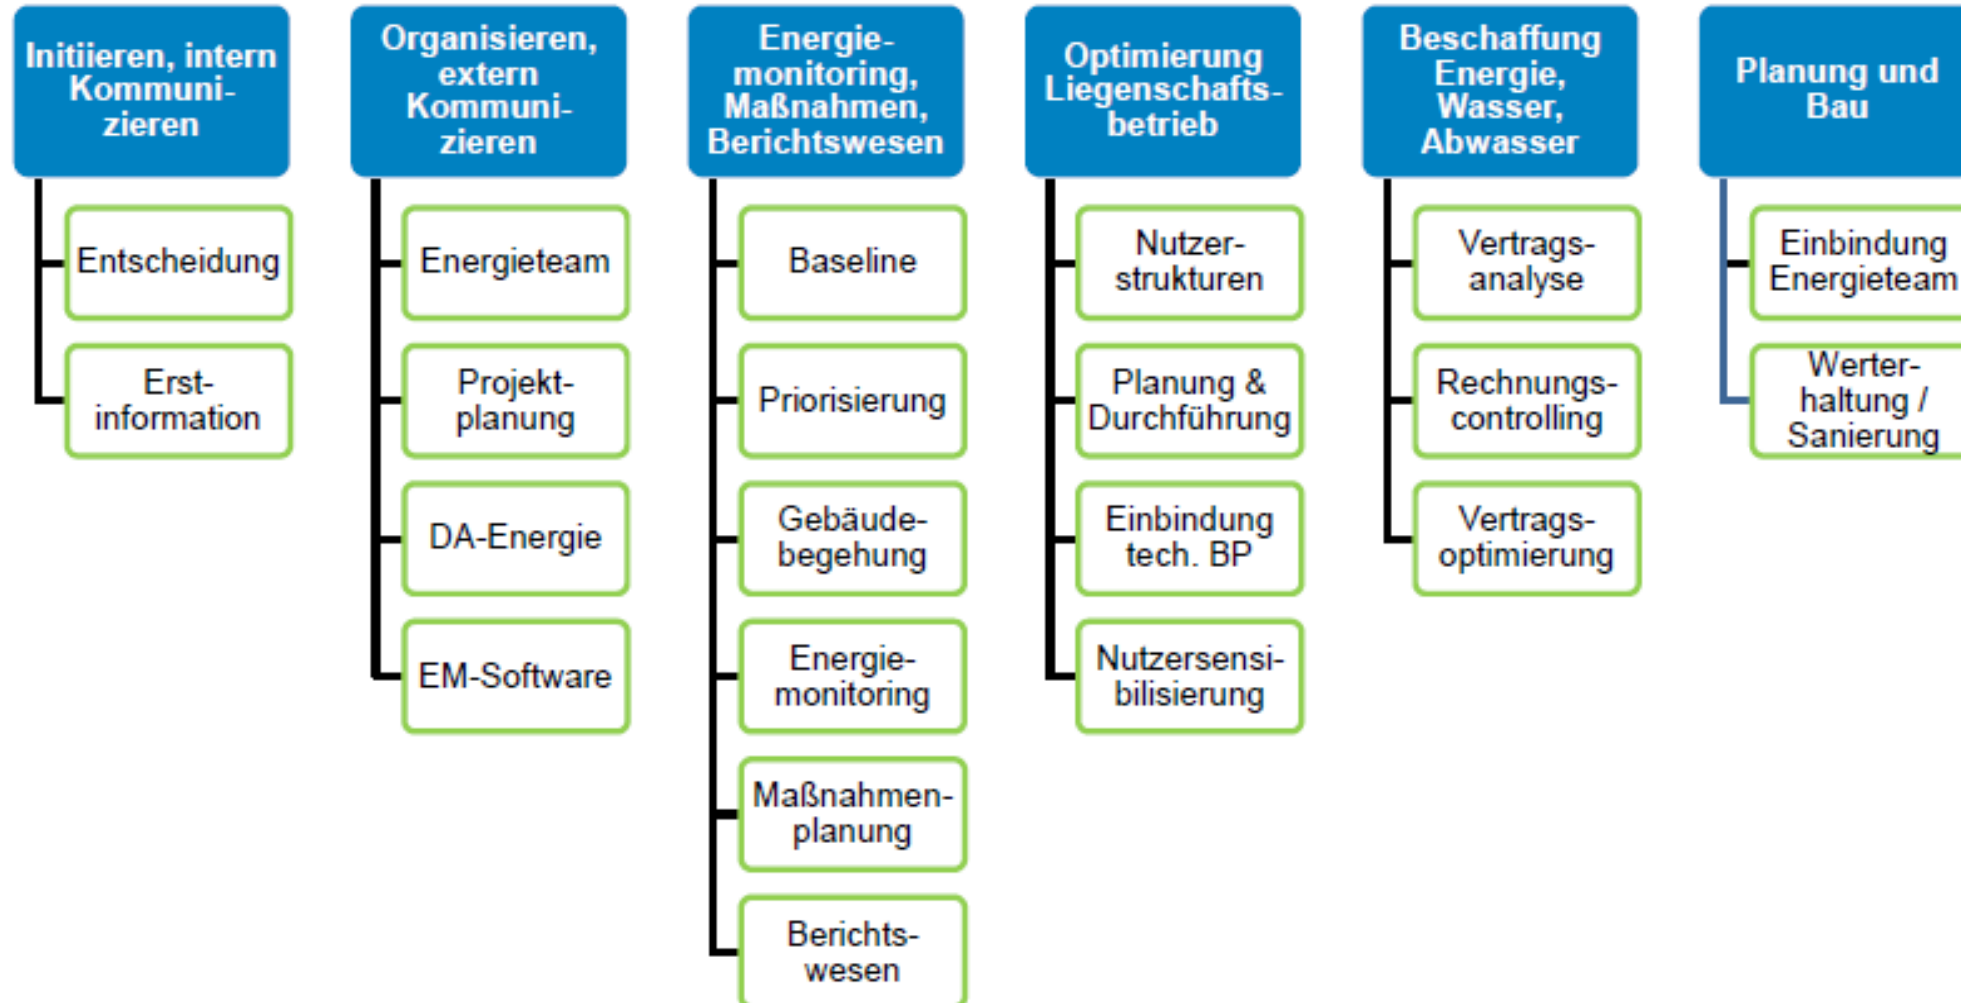 Initiieren, intern
Kommuni-
zieren
Entscheidung
Erst-
information
Organisieren,
extern
Kommuni-
zieren
Energieteam
Projekt-
planung
DA-Energie
EM-Software
Energie-
monitoring,
Maßnahmen,
Berichtswesen
Baseline
Priorisierung
Gebäude-
begehung
Energie-
monitoring
Maßnahmen-
planung
Berichts-
wesen
Optimierung
Liegenschafts-
betrieb
Nutzer-
strukturen
Planung &
Durchführung
Einbindung
tech. BP
Nutzersensi-
bilisierung
Beschaffung
Energie,
Wasser,
Abwasser
Vertrags-
analyse
Rechnungs-
controlling
Vertrags-
optimierung
Planung und
Bau
Einbindung
Energieteam
Werter-
haltung /
Sanierung